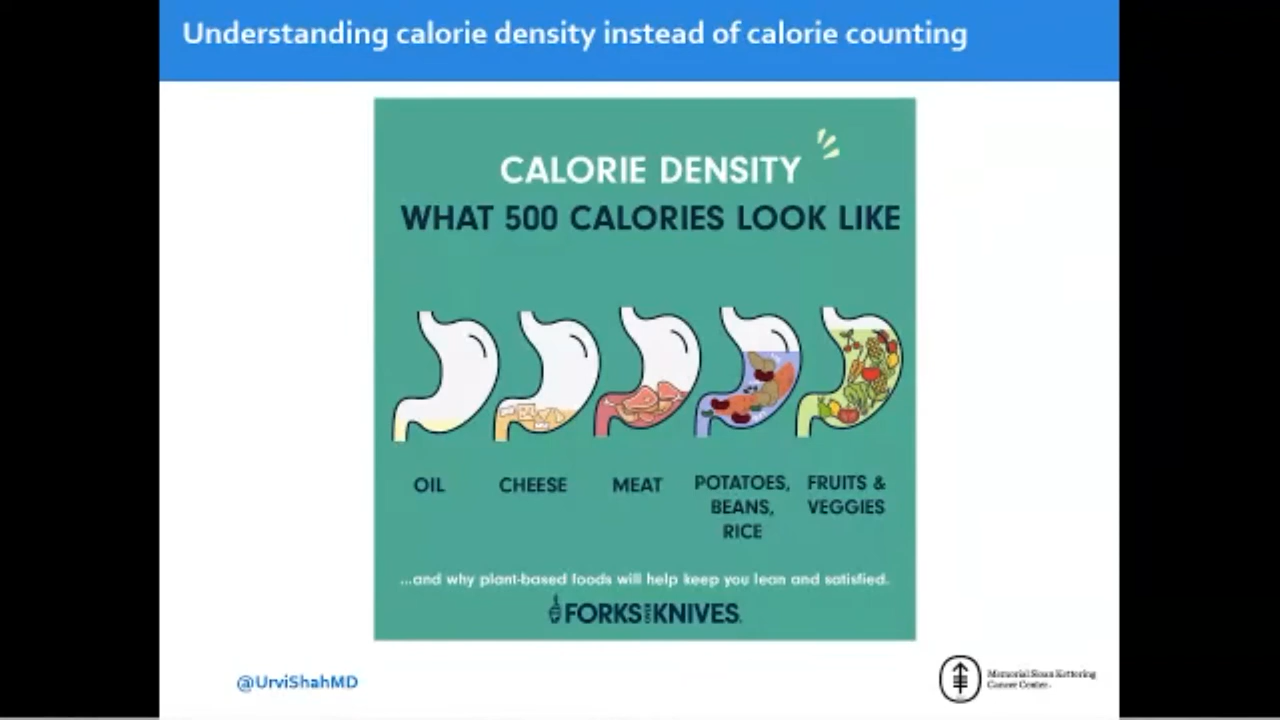 Understanding calorie density instead of calorie counting
CALORIE DENSITY
WHAT 500 CALORIES LOOK LIKE
OIL
CHEESE
MEAT
POTATOES,
BEANS,
RICE
FRUITS &
VEGGIES
...and why plant-based foods will help keep you lean and satisfied.
FORKS OVER KNIVES.
@UrviShahMD
Memorial Sloan Kettering
Cancer Center.